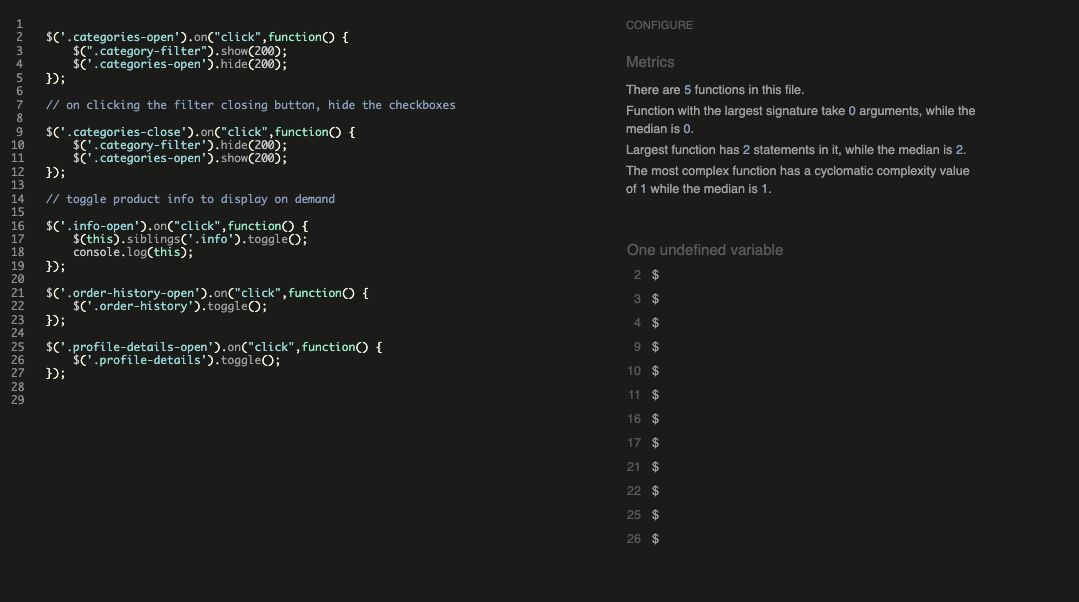 1
2 $('.categories-open').on("click",function() {
3 $(".category-filter").show(200);
4 $('.categories-open').hide(200);
5 });
6
7 // on clicking the filter closing button, hide the checkboxes
8
9 $('.categories-close').on("click",function() {
10 $('.category-filter').hide(200);
11 $('.categories-open').show(200);
12 });
13
14 // toggle product info to display on demand
15
16 $('.info-open').on("click",function() {
17 $(this).siblings('.info').toggle();
18 console.log(this);
19 });
20
21 $('.order-history-open').on("click",function() {
22 $('.order-history').toggle();
23 });
24
25 $('.profile-details-open').on("click",function() {
26 $('.profile-details').toggle();
27 });
28
29
CONFIGURE
Metrics
There are 5 functions in this file.
Function with the largest signature take 0 arguments, while the
median is 0.
Largest function has 2 statements in it, while the median is 2.
The most complex function has a cyclomatic complexity value
of 1 while the median is 1.
One undefined variable
2 $
3 $
4 $
9 $
10 $
11 $
16 $
17 $
21 $
22 $
25 $
26 $